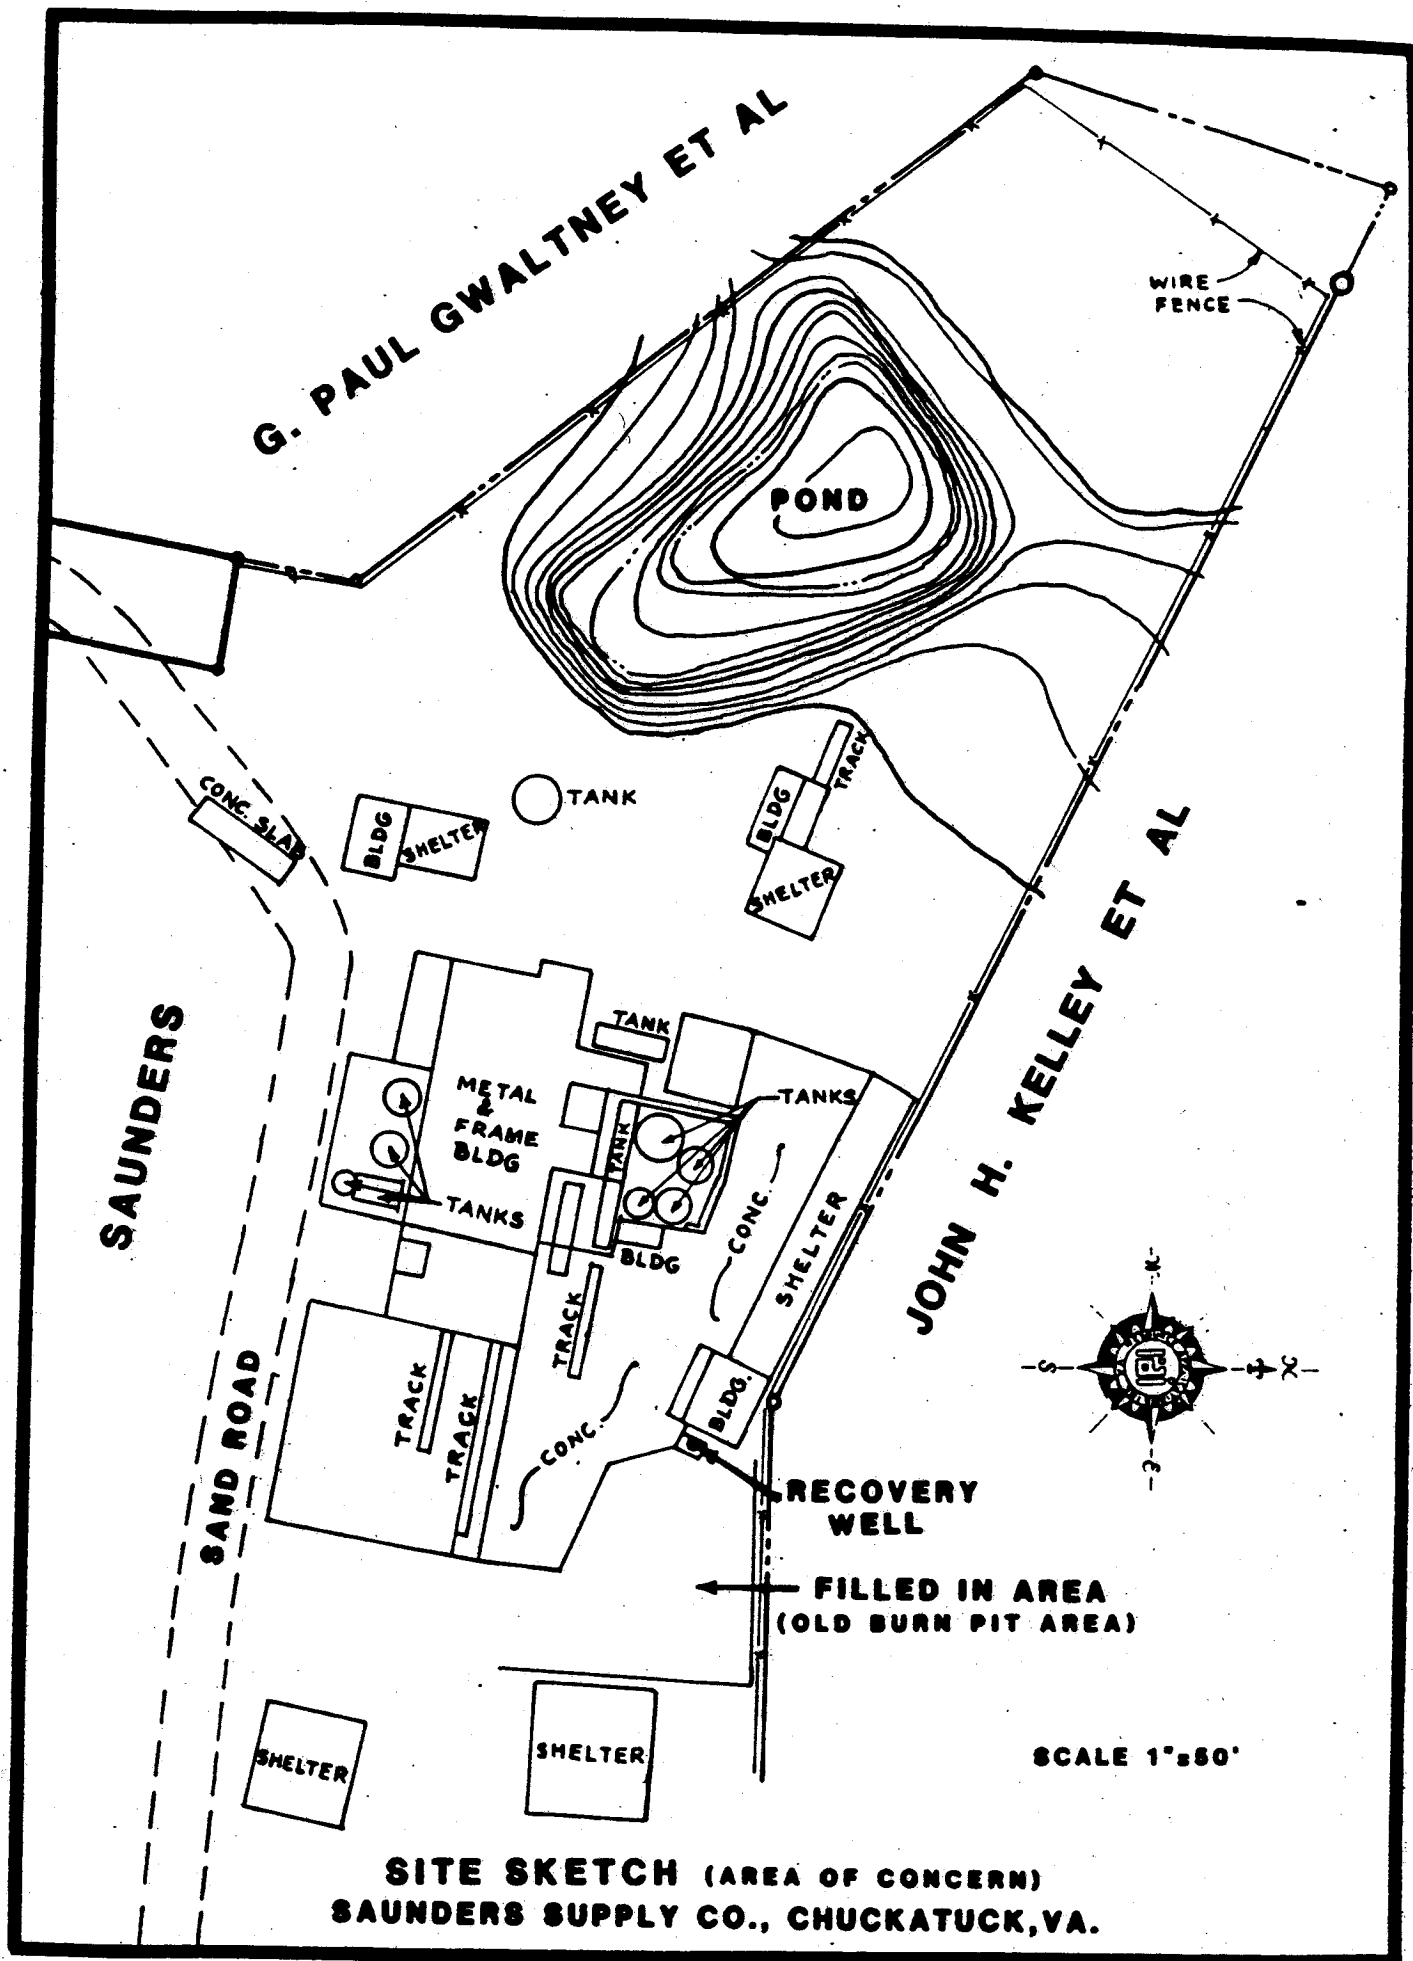 G. PAUL GWALTNEY ET AL
WIRE
FENCE
POND
TRACK
CONC. SLAB
TANK
BLDG
SHELTER
BLDG
SHELTER
JOHN H. KELLEY ET AL
SAUNDERS
TANK
METAL
&
FRAME
BLDG
TANKS
TANK
TANKS
BLDG
CONC.
SHELTER
TRACK
TRACK
TRACK
CONC.
BLDG.
SAND ROAD
N
S
RECOVERY
WELL
FILLED IN AREA
(OLD BURN PIT AREA)
SHELTER
SHELTER
SCALE 1"=50'
SITE SKETCH (AREA OF CONCERN)
SAUNDERS SUPPLY CO., CHUCKATUCK, VA.